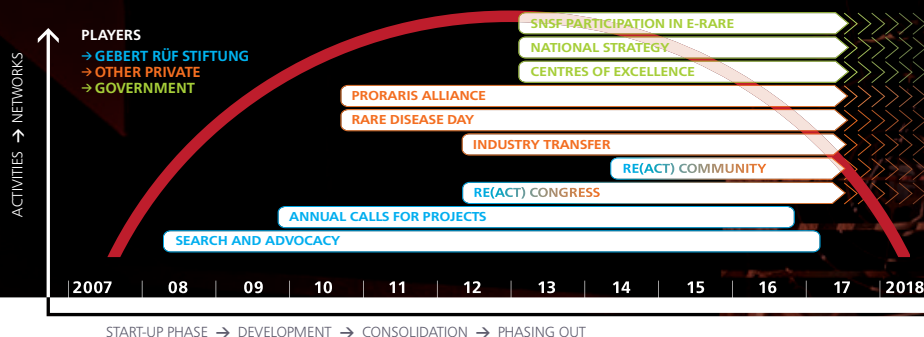 PLAYERS
→ GEBERT RÜF STIFTUNG
→ OTHER PRIVATE
→ GOVERNMENT
ACTIVITIES → NETWORKS
SNSF PARTICIPATION IN E-RARE
NATIONAL STRATEGY
CENTRES OF EXCELLENCE
PRORARIS ALLIANCE
RARE DISEASE DAY
INDUSTRY TRANSFER
RE(ACT) COMMUNITY
RE(ACT) CONGRESS
ANNUAL CALLS FOR PROJECTS
SEARCH AND ADVOCACY
2007 08 09 10 11 12 13 14 15 16 17 2018
START-UP PHASE → DEVELOPMENT → CONSOLIDATION → PHASING OUT